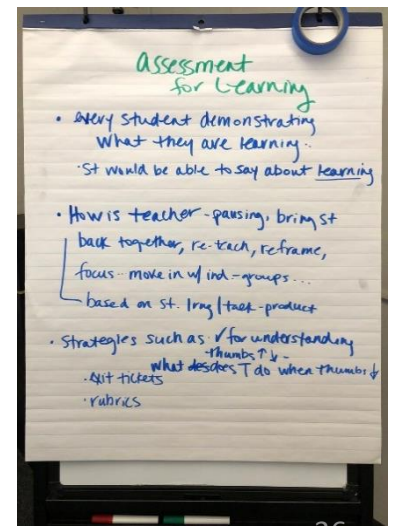 Assessment
for Learning
• every student demonstrating
what they are learning..
• St would be able to say about learning
• How is teacher - pausing, bring st
back together, re-teach, reframe,
focus.. move in w/ ind - groups...
based on st. lrng / task - product
• Strategies such as ✓ for understanding
- thumbs ↑ ↓ -
what does T do when thumbs ↓
• exit tickets
• rubrics